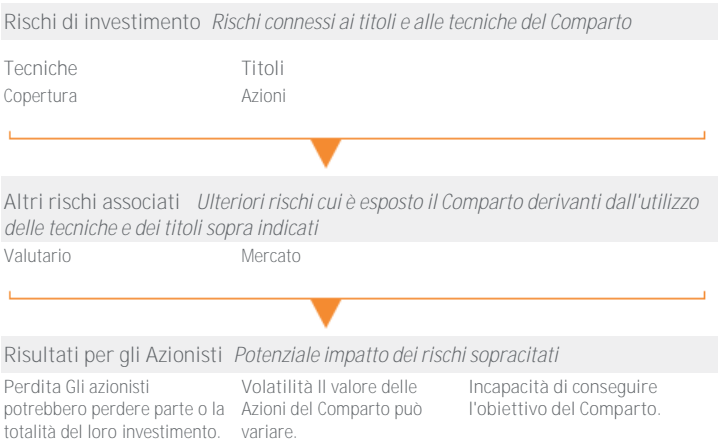 Rischi di investimento Rischi connessi ai titoli e alle tecniche del Comparto
Tecniche Titoli
Copertura Azioni
Altri rischi associati Ulteriori rischi cui è esposto il Comparto derivanti dall'utilizzo
delle tecniche e dei titoli sopra indicati
Valutario Mercato
Risultati per gli Azionisti Potenziale impatto dei rischi sopracitati
Perdita Gli azionisti
potrebbero perdere parte o la
totalità del loro investimento.
Volatilità Il valore delle
Azioni del Comparto può
variare.
Incapacità di conseguire
l'obiettivo del Comparto.